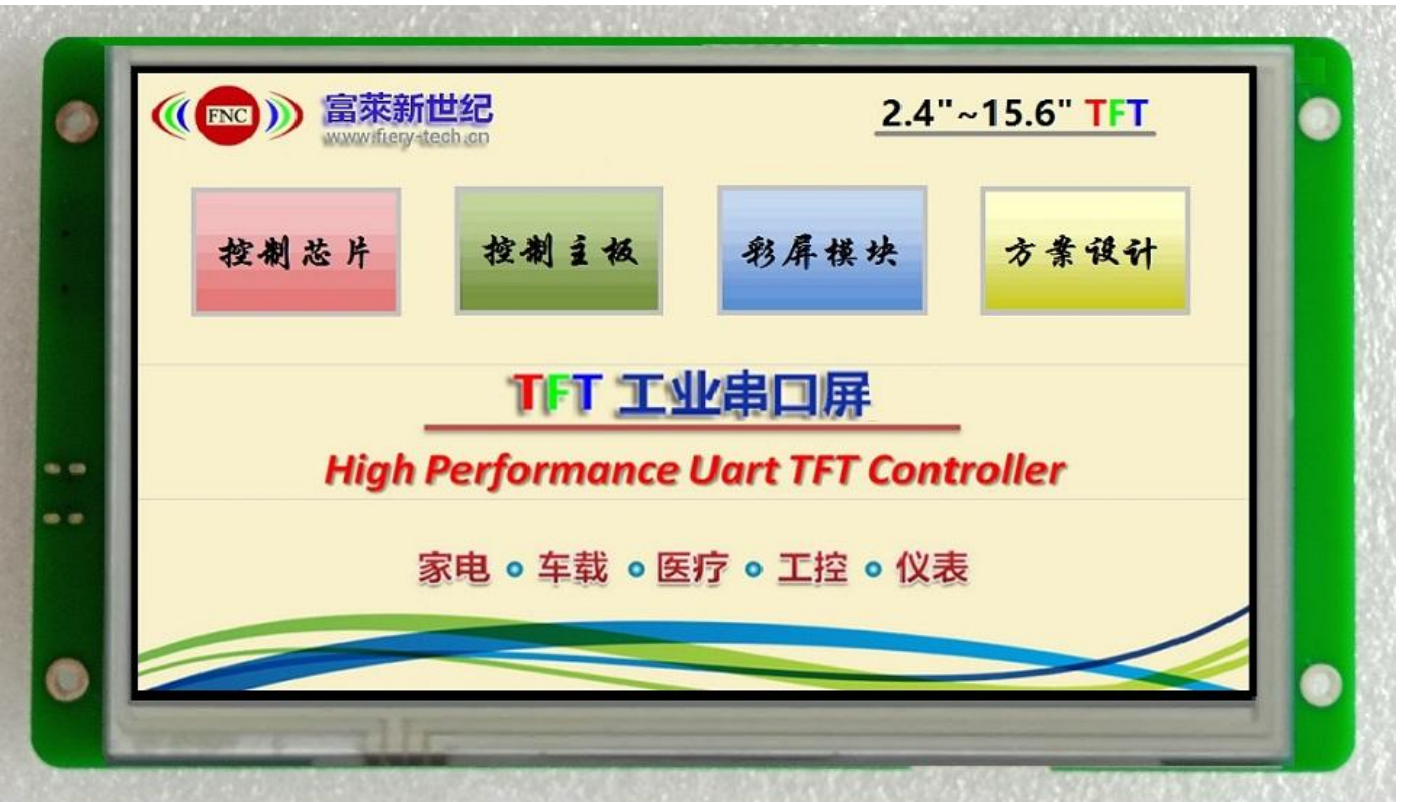 FNC
富莱新世纪
www.fiery-tech.cn
2.4"~15.6" TFT
控制芯片 控制主板 彩屏模块 方案设计
TFT 工业串口屏
High Performance Uart TFT Controller
家电 • 车载 • 医疗 • 工控 • 仪表